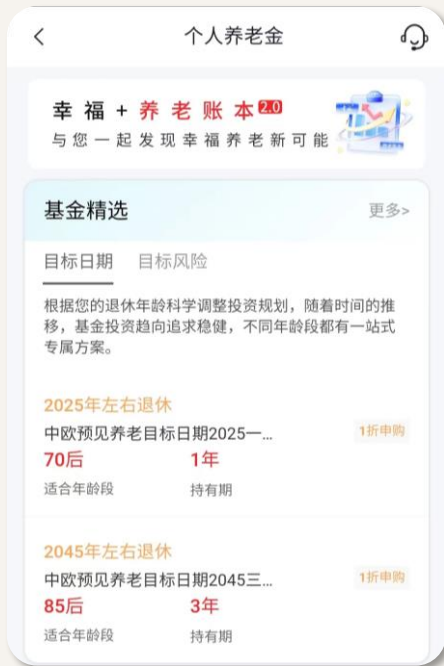 个人养老金
幸福+养老账本2.0
与您一起发现幸福养老新可能
基金精选
更多>
目标日期 目标风险
根据您的退休年龄科学调整投资规划，随着时间的推
移，基金投资趋向追求稳健，不同年龄段都有一站式
专属方案。
2025年左右退休
中欧预见养老目标日期2025一...
1折申购
70后 1年
适合年龄段 持有期
2045年左右退休
中欧预见养老目标日期2045三...
1折申购
85后 3年
适合年龄段 持有期